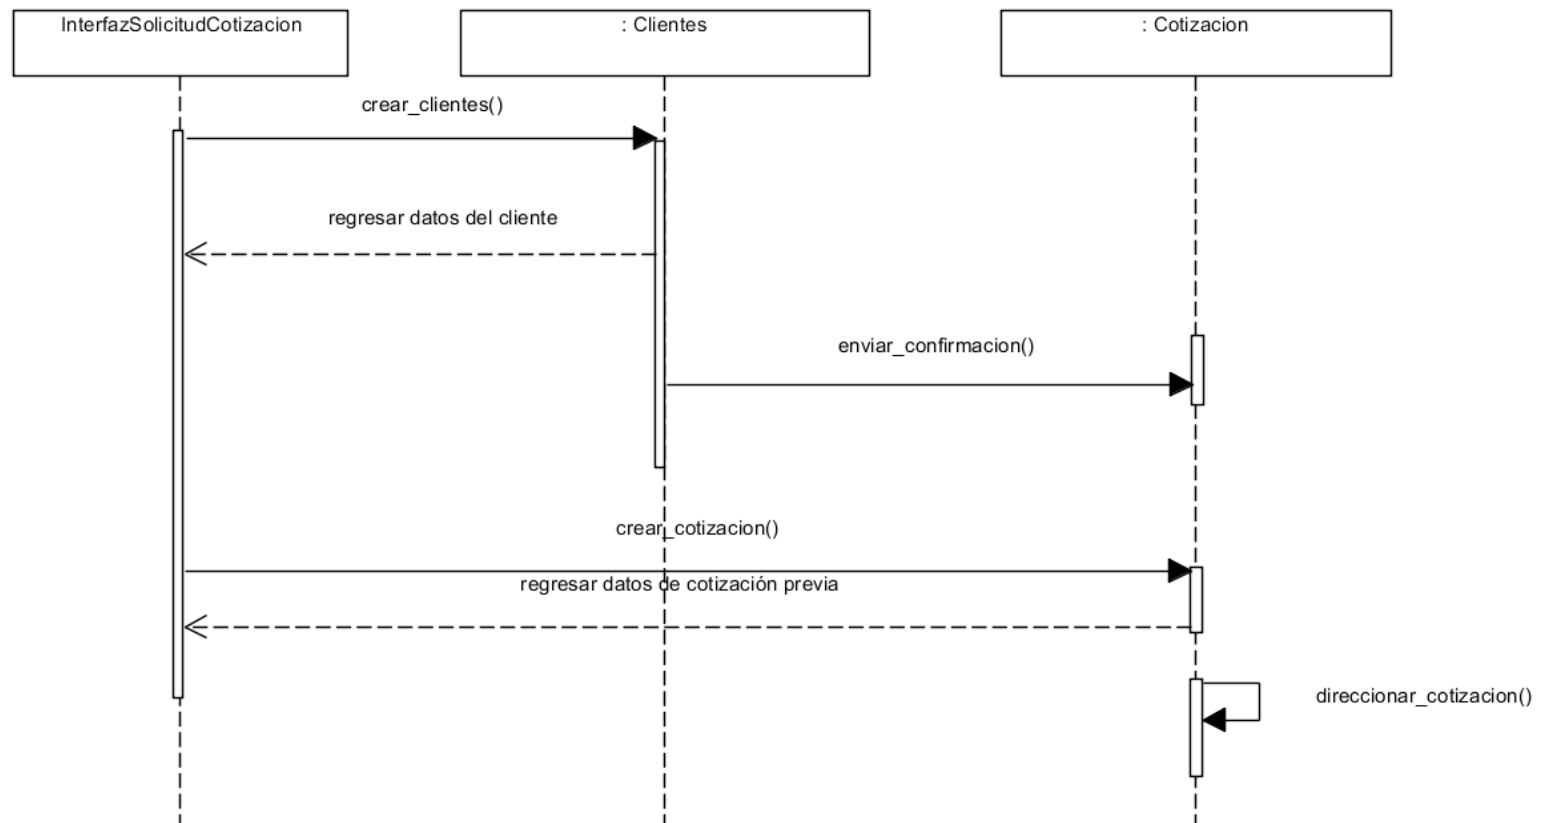 InterfazSolicitudCotizacion
: Clientes
: Cotizacion
crear_clientes()
regresar datos del cliente
enviar_confirmacion()
crear_cotizacion()
regresar datos de cotización previa
direccionar_cotizacion()